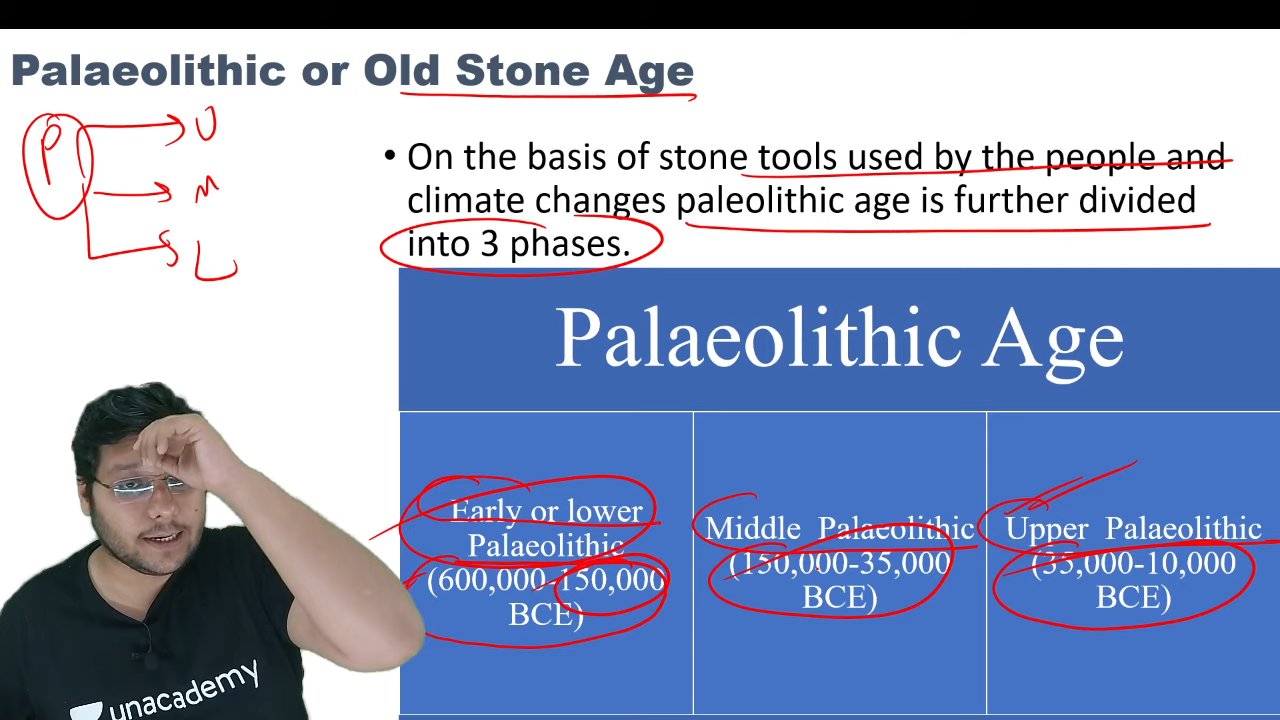 Palaeolithic or Old Stone Age
P
U
M
L
• On the basis of stone tools used by the people and
climate changes paleolithic age is further divided
into 3 phases.
Palaeolithic Age
Early or lower
Palaeolithic
(600,000-150,000
BCE)
Middle Palaeolithic
(150,000-35,000
BCE)
Upper Palaeolithic
(35,000-10,000
BCE)
unacademy